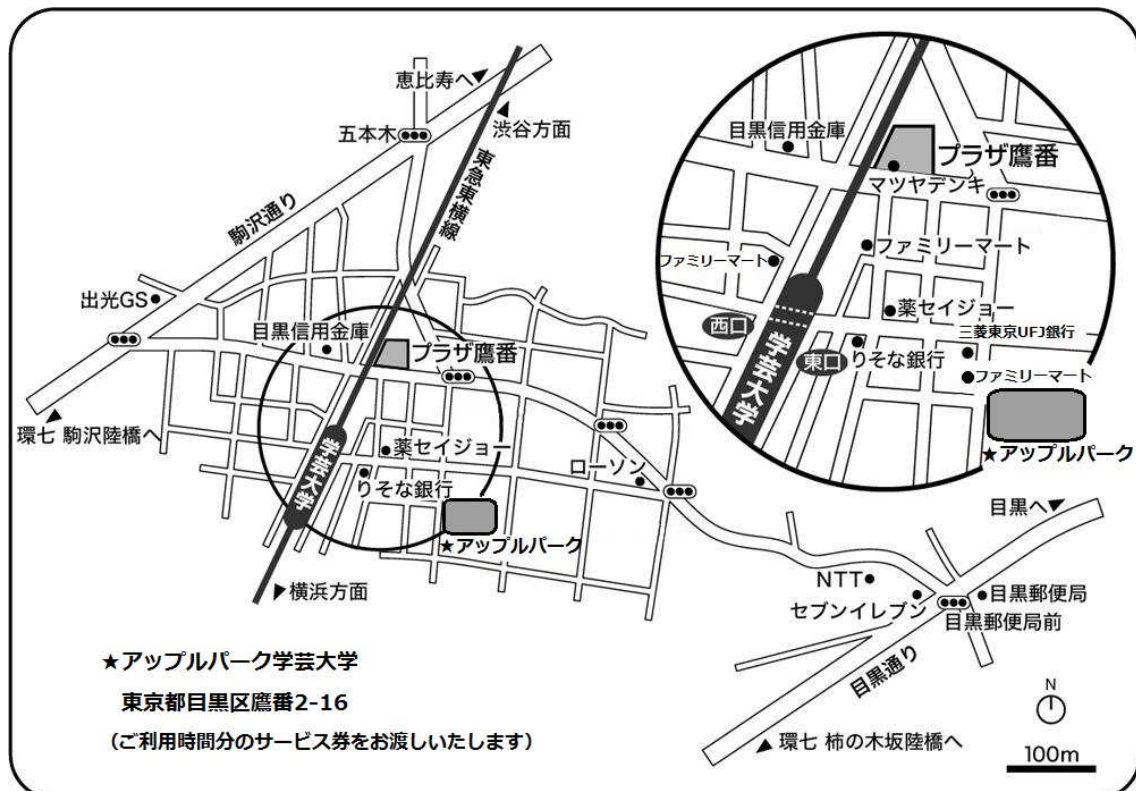 恵比寿へ
五本木
渋谷方面
東急東横線
駒沢通り
出光GS
目黒信用金庫
プラザ鷹番
環七 駒沢陸橋へ
薬セイジョー
りそな銀行
学芸大学
ローソン
★アップルパーク
横浜方面
目黒信用金庫
プラザ鷹番
マツヤデンキ
ファミリーマート
ファミリーマート
薬セイジョー
西口
三菱東京UFJ銀行
東口
りそな銀行
ファミリーマート
学芸大学
★アップルパーク
目黒へ
NTT
セブンイレブン
目黒郵便局
目黒郵便局前
目黒通り
環七 柿の木坂陸橋へ
★アップルパーク学芸大学
東京都目黒区鷹番2-16
（ご利用時間分のサービス券をお渡しいたします）
N
100m